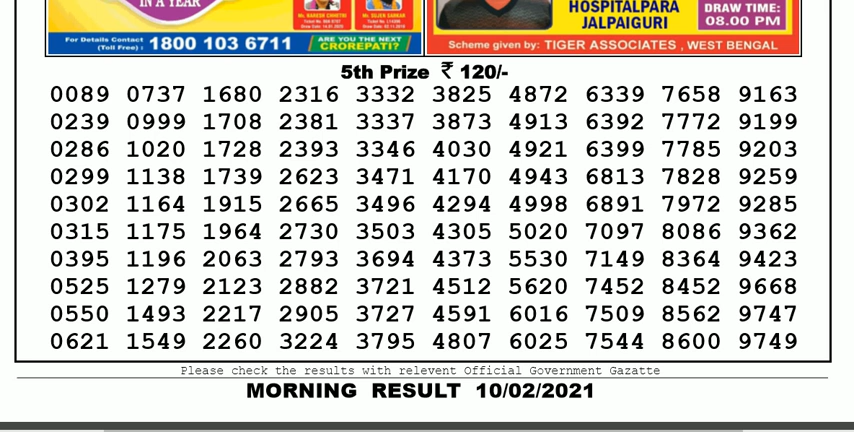 IN A YEAR
HOSPITALPARA
JALPAIGURI
DRAW TIME:
08.00 PM
For Details Contact
(Toll Free) : 1800 103 6711
ARE YOU THE NEXT
CROREPATI?
Scheme given by: TIGER ASSOCIATES , WEST BENGAL
5th Prize ₹ 120/-
0089 0737 1680 2316 3332 3825 4872 6339 7658 9163
0239 0999 1708 2381 3337 3873 4913 6392 7772 9199
0286 1020 1728 2393 3346 4030 4921 6399 7785 9203
0299 1138 1739 2623 3471 4170 4943 6813 7828 9259
0302 1164 1915 2665 3496 4294 4998 6891 7972 9285
0315 1175 1964 2730 3503 4305 5020 7097 8086 9362
0395 1196 2063 2793 3694 4373 5530 7149 8364 9423
0525 1279 2123 2882 3721 4512 5620 7452 8452 9668
0550 1493 2217 2905 3727 4591 6016 7509 8562 9747
0621 1549 2260 3224 3795 4807 6025 7544 8600 9749
Please check the results with relevent Official Government Gazatte
MORNING RESULT 10/02/2021